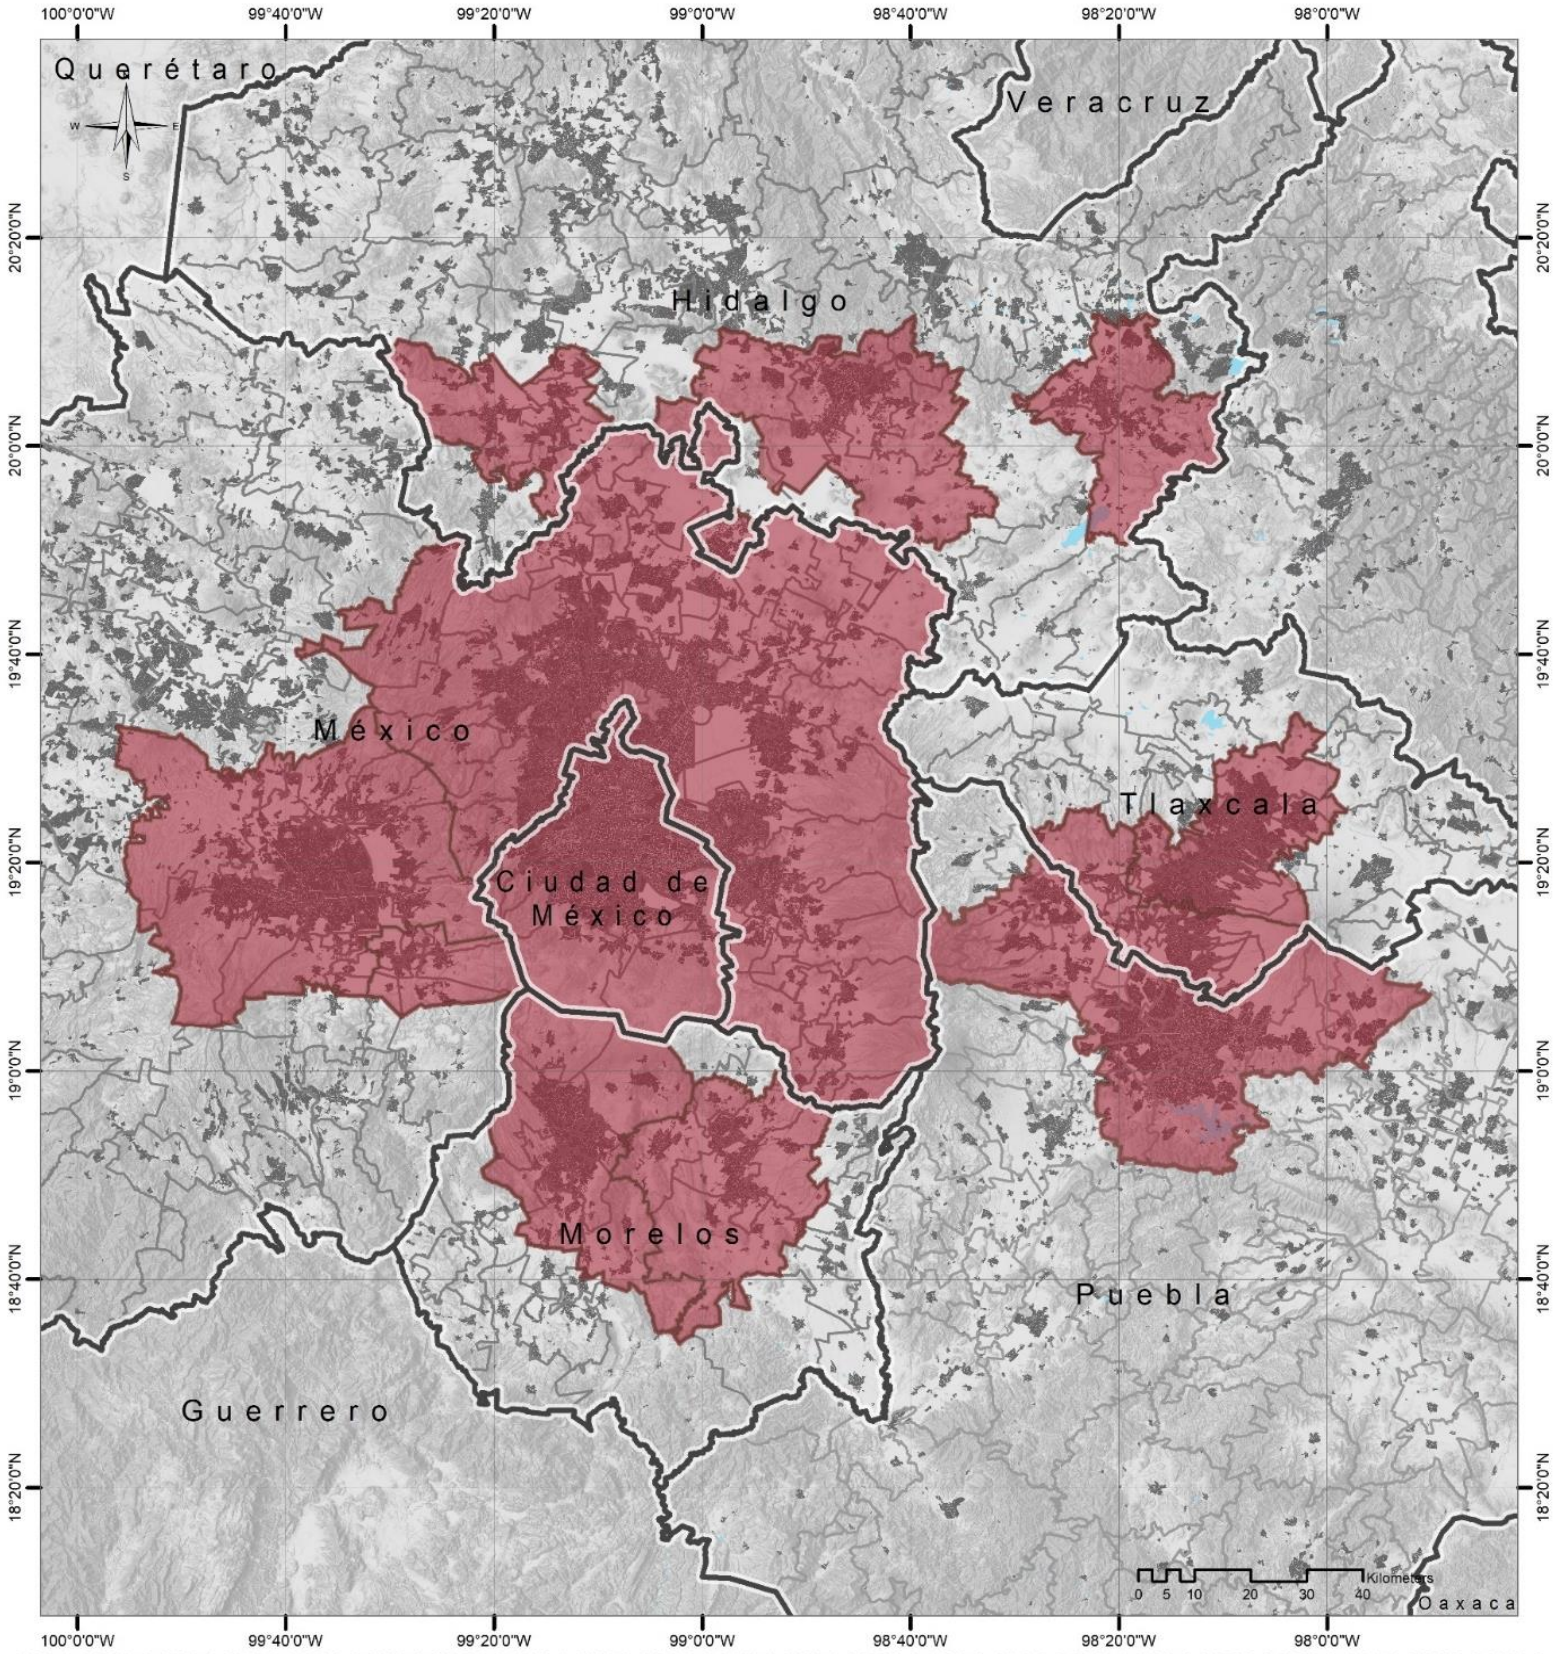 100°0'0"W 99°40'0"W 99°20'0"W 99°0'0"W 98°40'0"W 98°20'0"W 98°0'0"W
Querétaro
N
W E
S
Veracruz
20°20'0"N 20°20'0"N
Hidalgo
20°0'0"N 20°0'0"N
19°40'0"N 19°40'0"N
México
Tlaxcala
19°20'0"N 19°20'0"N
Ciudad de
México
19°0'0"N 19°0'0"N
Morelos
18°40'0"N 18°40'0"N
Puebla
Guerrero
18°20'0"N 18°20'0"N
Kilometers
0 5 10 20 30 40
Oaxaca
100°0'0"W 99°40'0"W 99°20'0"W 99°0'0"W 98°40'0"W 98°20'0"W 98°0'0"W